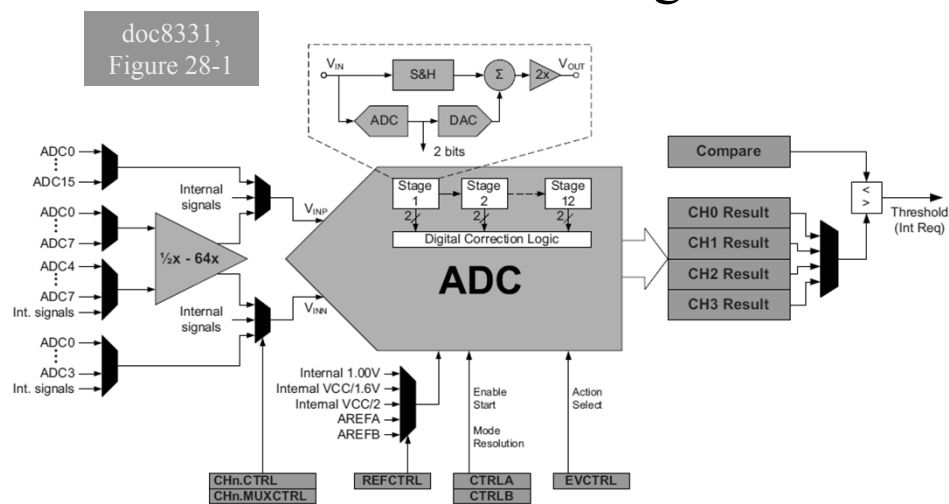 doc8331,
Figure 28-1
V_IN
S&H
Σ
2x
V_OUT
ADC
DAC
2 bits
ADC0
ADC15
Internal
signals
ADC0
ADC7
½x - 64x
ADC4
ADC7
Int. signals
Internal
signals
ADC0
ADC3
Int. signals
V_INP
V_INN
Stage
1
Stage
2
Stage
12
2
2
2
Digital Correction Logic
ADC
Compare
CH0 Result
CH1 Result
CH2 Result
CH3 Result
<
>
Threshold
(Int Req)
Internal 1.00V
Internal VCC/1.6V
Internal VCC/2
AREFA
AREFB
Enable
Start
Mode
Resolution
Action
Select
CHn.CTRL
CHn.MUXCTRL
REFCTRL
CTRLA
CTRLB
EVCTRL